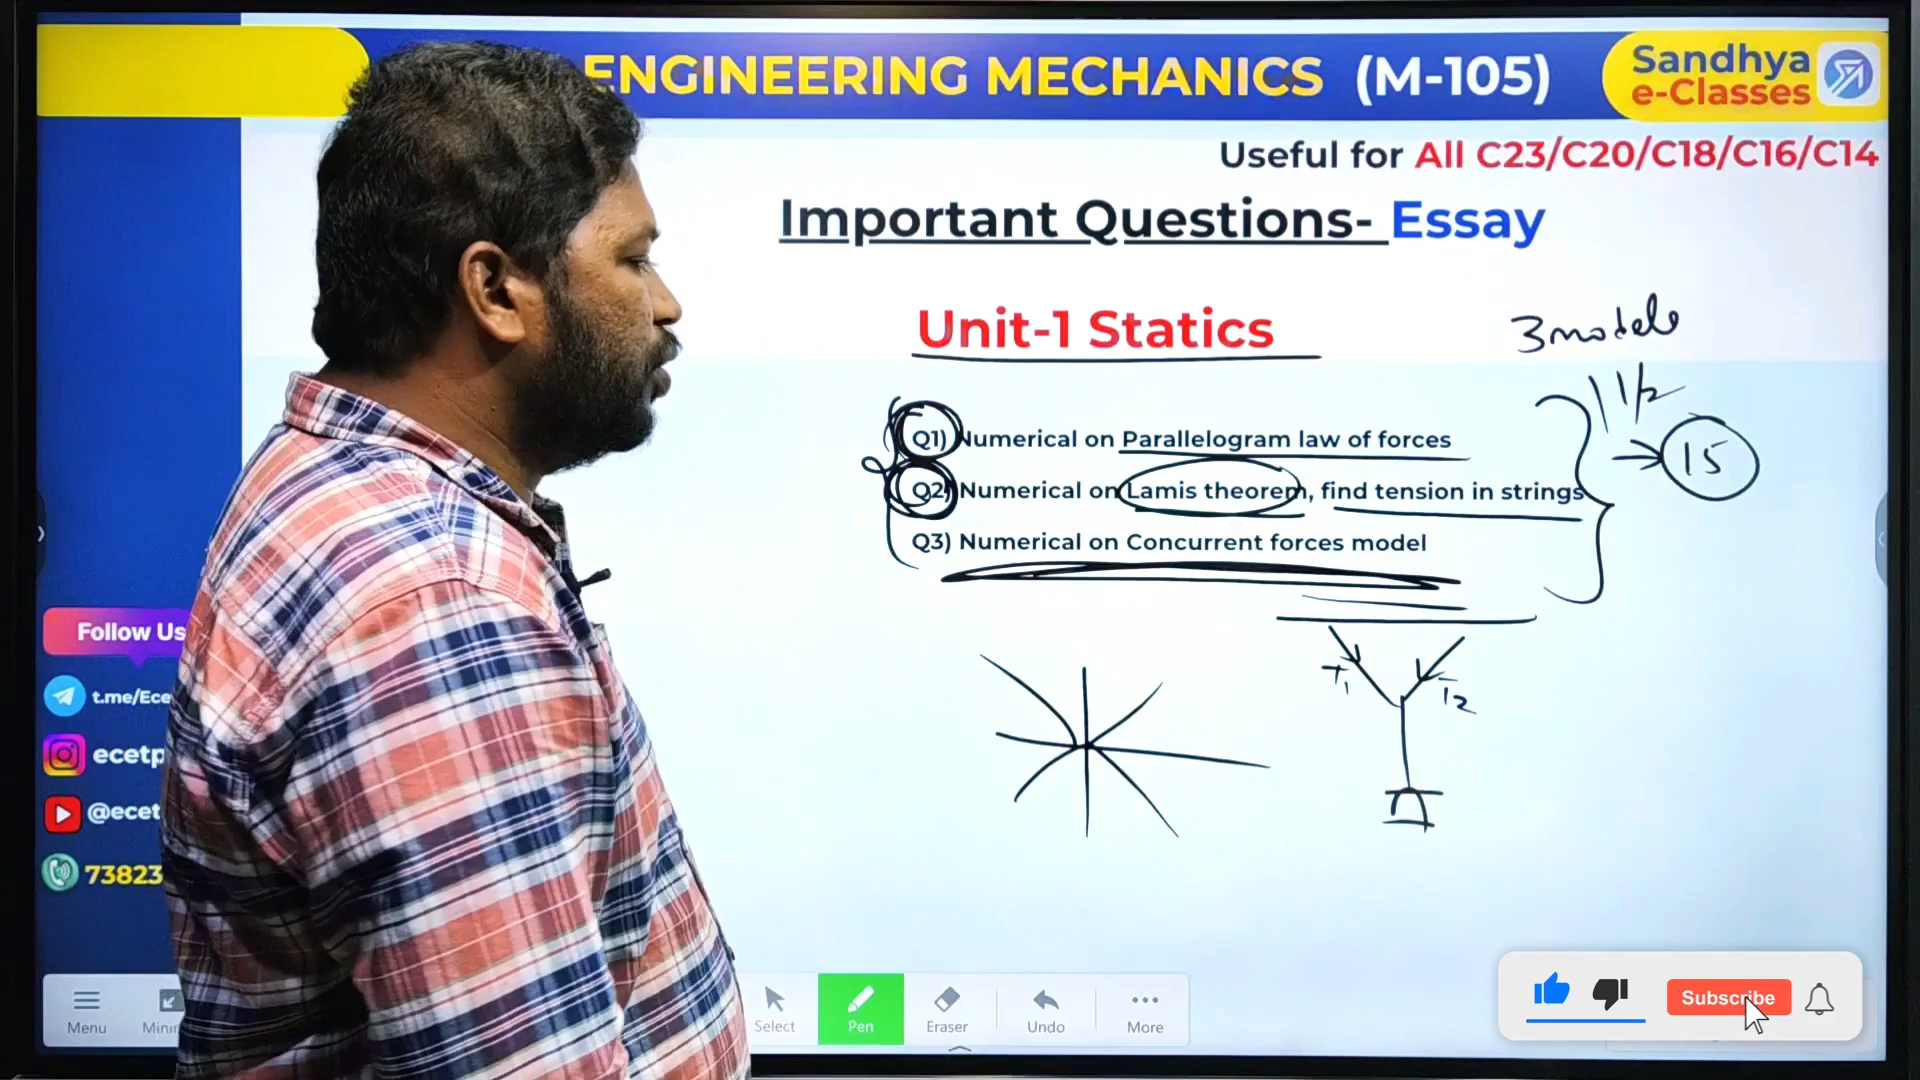 ENGINEERING MECHANICS (M-105)
Sandhya
e-Classes
Useful for All C23/C20/C18/C16/C14
Important Questions- Essay
Unit-1 Statics
3 models
Q1) Numerical on Parallelogram law of forces
15
Q2) Numerical on Lamis theorem, find tension in strings
Q3) Numerical on Concurrent forces model
T1
T2
Follow Us
t.me/Ece
ecetp
@ecet
73823
Menu
Minim
Select
Pen
Eraser
Undo
More
Subscribe